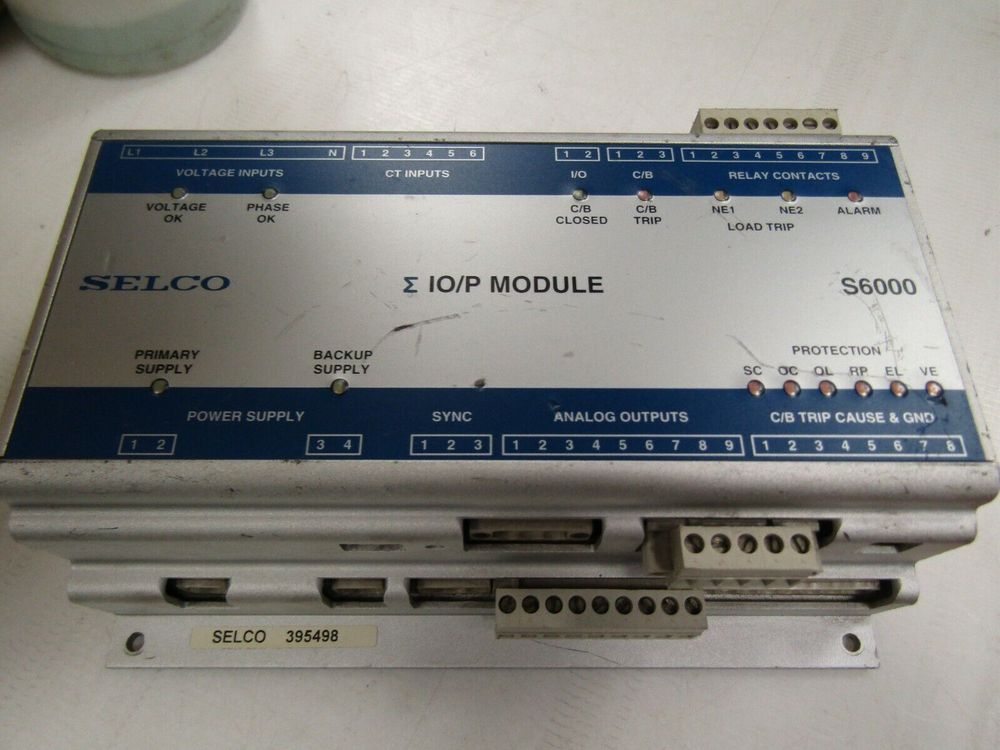 L1 L2 L3 N 1 2 3 4 5 6 1 2 1 2 3 1 2 3 4 5 6 7 8 9
VOLTAGE INPUTS CT INPUTS I/O C/B RELAY CONTACTS
VOLTAGE OK PHASE OK C/B CLOSED C/B TRIP NE1 NE2 ALARM
LOAD TRIP
SELCO Σ IO/P MODULE S6000
PROTECTION
PRIMARY SUPPLY BACKUP SUPPLY SC OC OL RP EL VE
POWER SUPPLY SYNC ANALOG OUTPUTS C/B TRIP CAUSE & GND
1 2 3 4 1 2 3 1 2 3 4 5 6 7 8 9 1 2 3 4 5 6 7 8
SELCO 395498